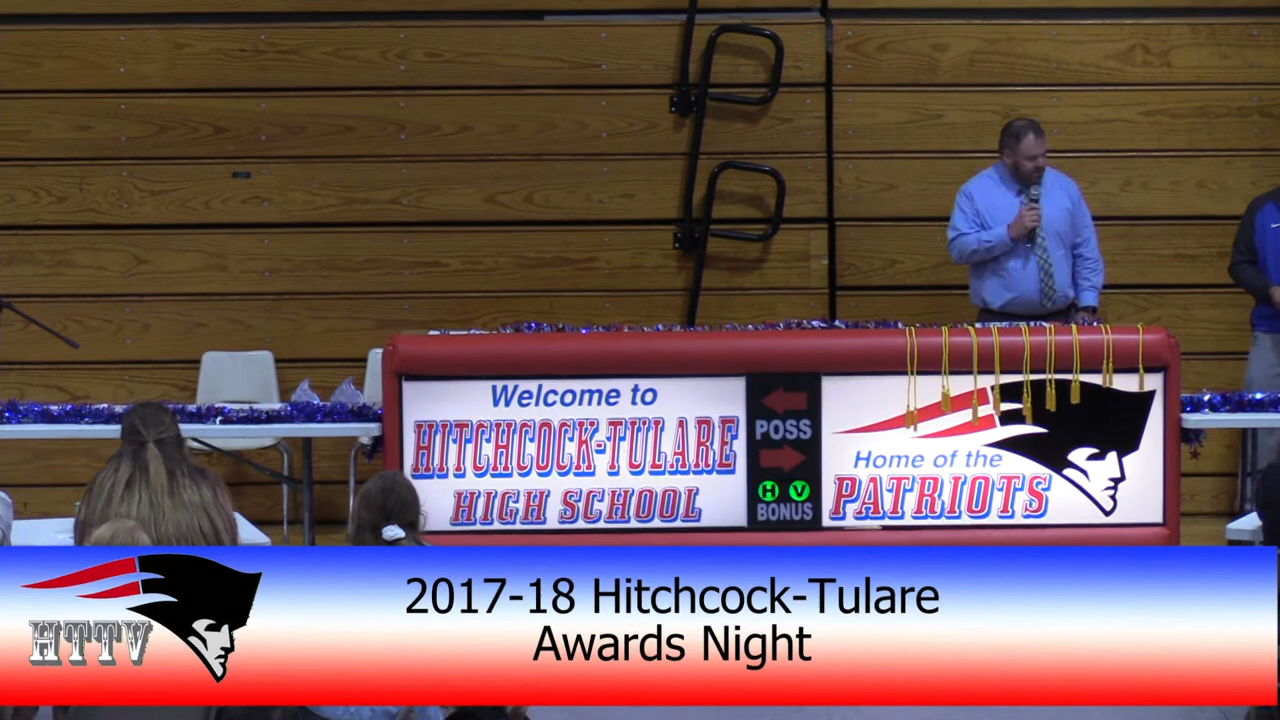 Welcome to
HITCHCOCK-TULARE
HIGH SCHOOL
POSS
H V
BONUS
Home of the
PATRIOTS
HTTV
2017-18 Hitchcock-Tulare
Awards Night